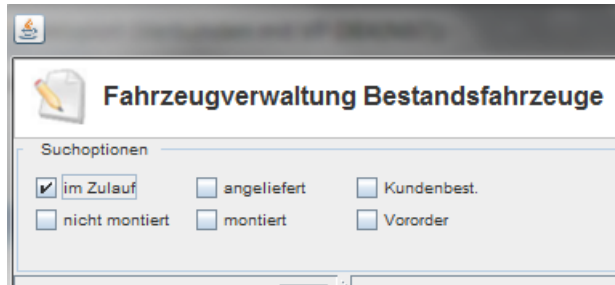 Fahrzeugverwaltung Bestandsfahrzeuge
Suchoptionen
im Zulauf angeliefert Kundenbest.
nicht montiert montiert Vororder